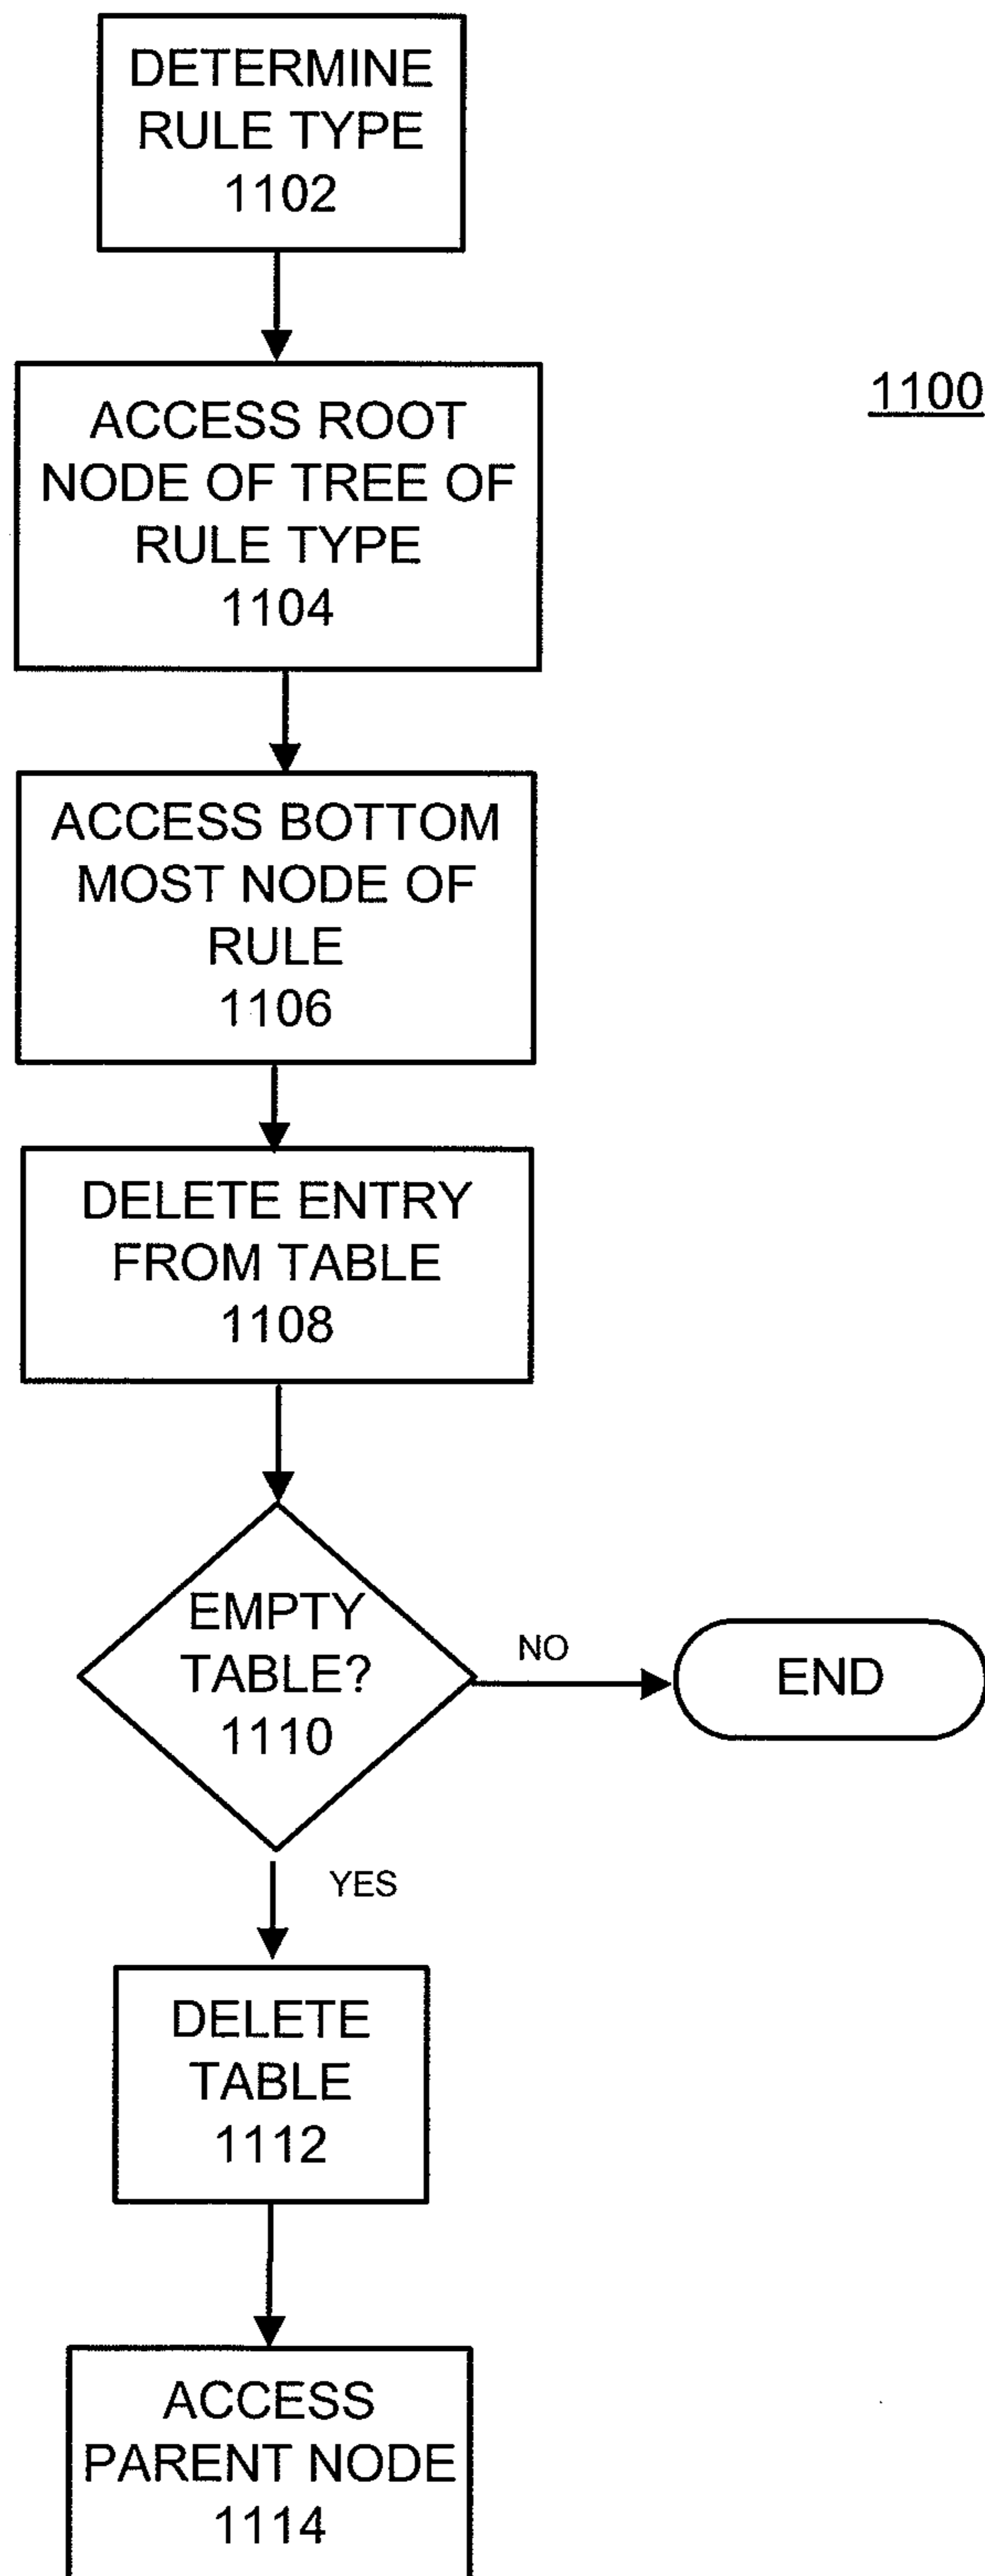 DETERMINE
RULE TYPE
1102
ACCESS ROOT
NODE OF TREE OF
RULE TYPE
1104
1100
ACCESS BOTTOM
MOST NODE OF
RULE
1106
DELETE ENTRY
FROM TABLE
1108
EMPTY
TABLE?
1110
NO
END
YES
DELETE
TABLE
1112
ACCESS
PARENT NODE
1114